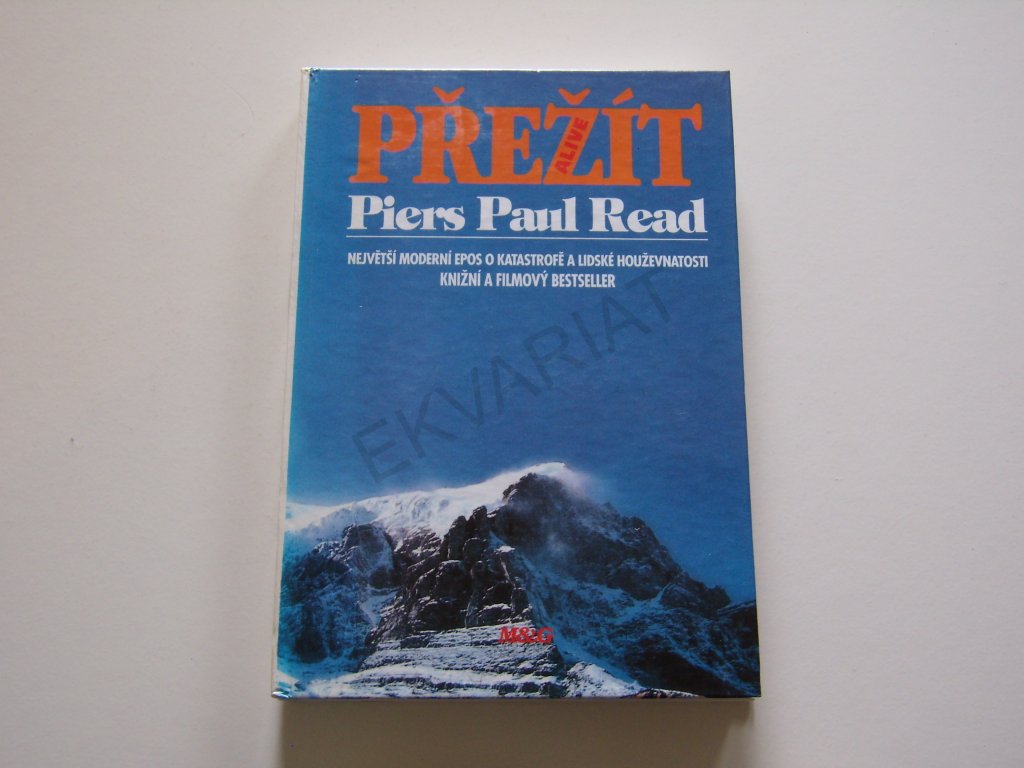 PŘEŽÍT
ALIVE
Piers Paul Read
NEJVĚTŠÍ MODERNÍ EPOS O KATASTROFĚ A LIDSKÉ HOUŽEVNATOSTI
KNIŽNÍ A FILMOVÝ BESTSELLER
EKVARIAT
M&G